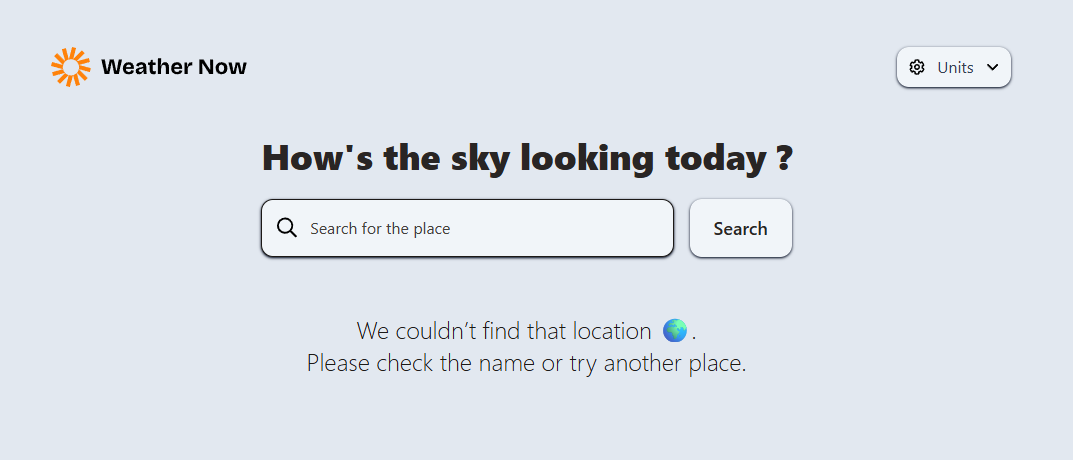 Weather Now
Units
How's the sky looking today ?
Search for the place
Search
We couldn’t find that location 🌍.
Please check the name or try another place.